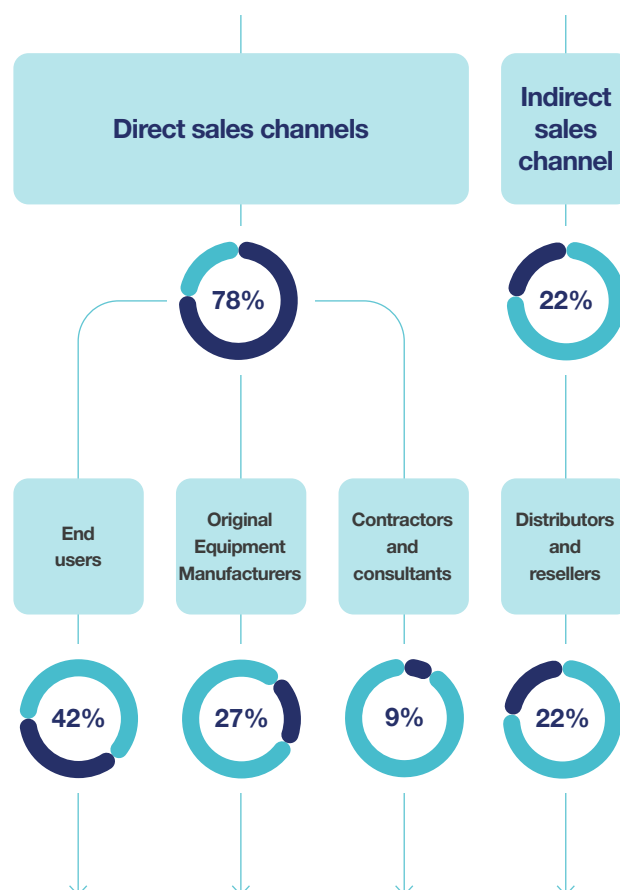 Direct sales channels
Indirect
sales
channel
78%
22%
End
users
Original
Equipment
Manufacturers
Contractors
and
consultants
Distributors
and
resellers
42%
27%
9%
22%